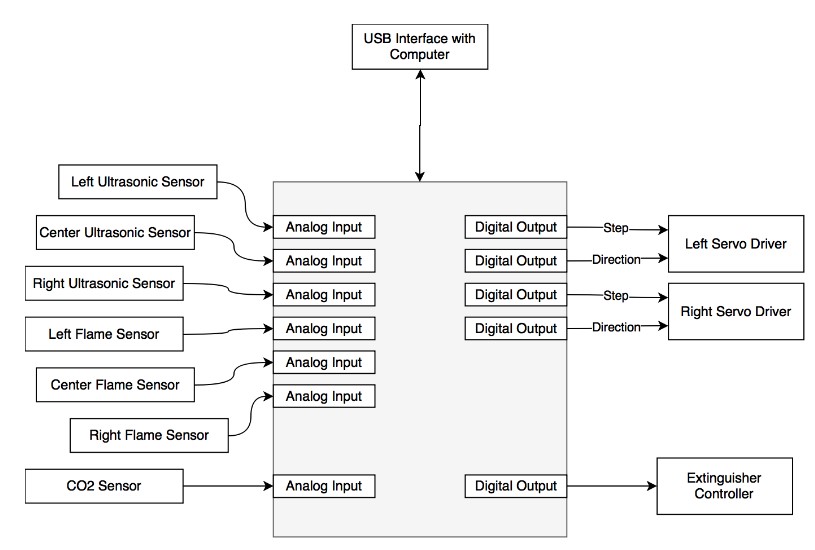 USB Interface with
Computer
Left Ultrasonic Sensor
Center Ultrasonic Sensor
Right Ultrasonic Sensor
Left Flame Sensor
Center Flame Sensor
Right Flame Sensor
CO2 Sensor
Analog Input
Analog Input
Analog Input
Analog Input
Analog Input
Analog Input
Analog Input
Digital Output
Digital Output
Digital Output
Digital Output
Digital Output
Step
Direction
Step
Direction
Left Servo Driver
Right Servo Driver
Extinguisher
Controller